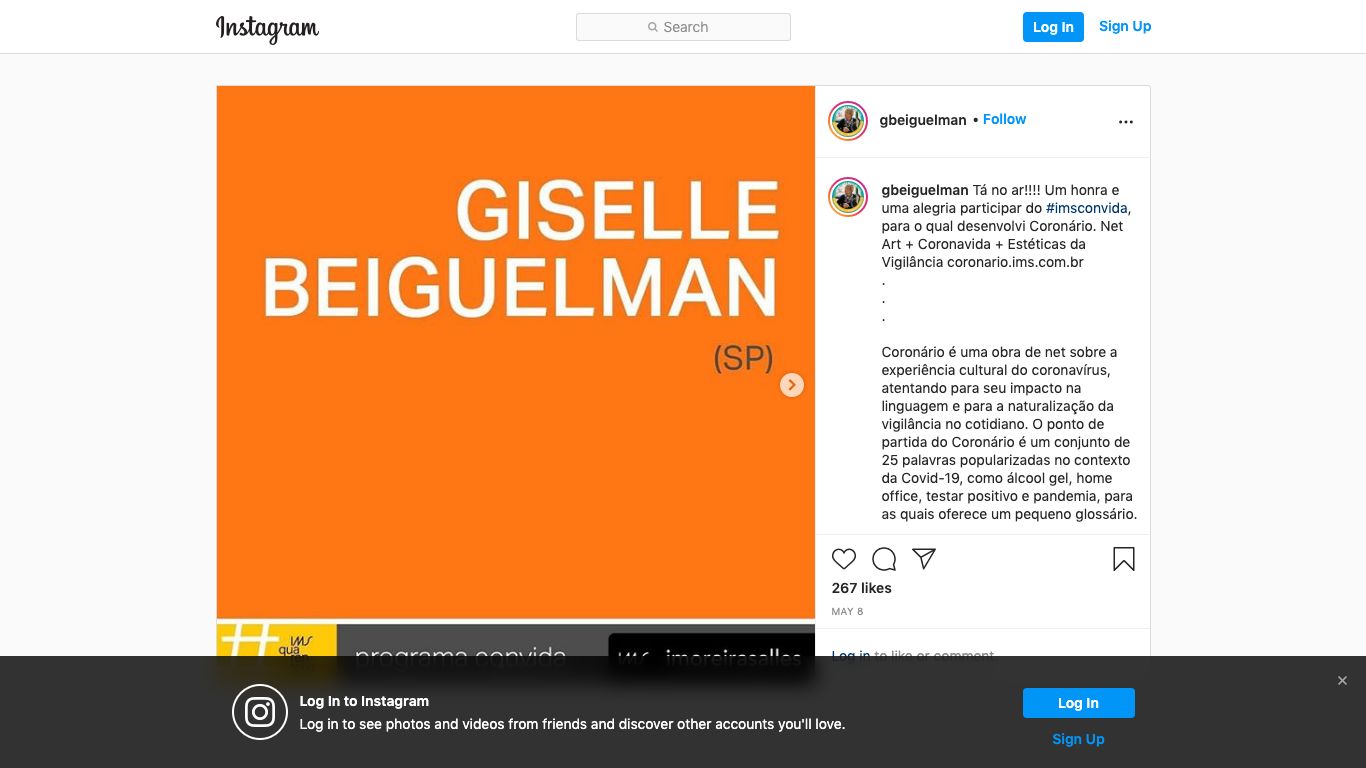 Instagram
Search
Log In
Sign Up
GISELLE
BEIGUELMAN
(SP)
#
ims
qua
ran
programa convida
ims imoreirasalles
gbeiguelman • Follow
gbeiguelman Tá no ar!!!! Um honra e
uma alegria participar do #imsconvida,
para o qual desenvolvi Coronário. Net
Art + Coronavida + Estéticas da
Vigilância coronario.ims.com.br
.
.
.
Coronário é uma obra de net sobre a
experiência cultural do coronavírus,
atentando para seu impacto na
linguagem e para a naturalização da
vigilância no cotidiano. O ponto de
partida do Coronário é um conjunto de
25 palavras popularizadas no contexto
da Covid-19, como álcool gel, home
office, testar positivo e pandemia, para
as quais oferece um pequeno glossário.
267 likes
MAY 8
Log in to like or comment.
Log In to Instagram
Log in to see photos and videos from friends and discover other accounts you'll love.
Log In
Sign Up